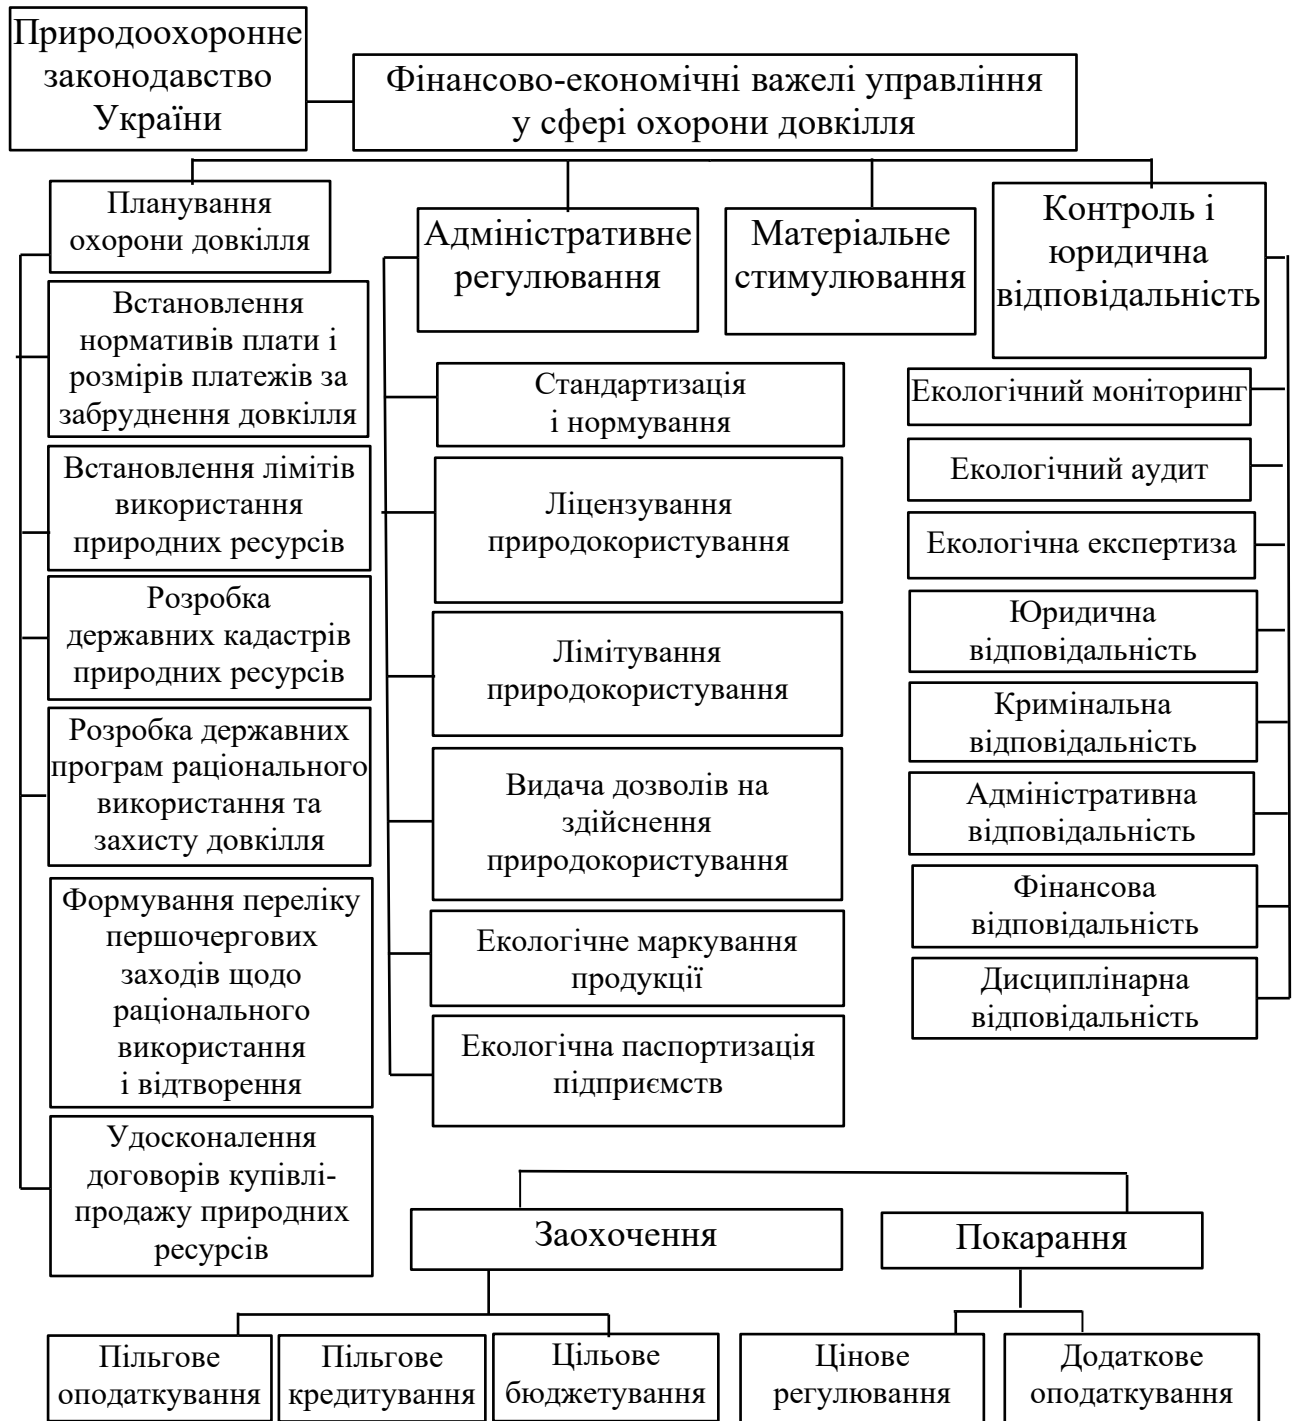 Природоохоронне
законодавство
України
Фінансово-економічні важелі управління
у сфері охорони довкілля
Планування
охорони довкілля
Адміністративне
регулювання
Матеріальне
стимулювання
Контроль і
юридична
відповідальність
Встановлення
нормативів плати і
розмірів платежів за
забруднення довкілля
Встановлення лімітів
використання
природних ресурсів
Розробка
державних кадастрів
природних ресурсів
Розробка державних
програм раціонального
використання та
захисту довкілля
Формування переліку
першочергових
заходів щодо
раціонального
використання
і відтворення
Удосконалення
договорів купівлі-
продажу природних
ресурсів
Стандартизація
і нормування
Ліцензування
природокористування
Лімітування
природокористування
Видача дозволів на
здійснення
природокористування
Екологічне маркування
продукції
Екологічна паспортизація
підприємств
Екологічний моніторинг
Екологічний аудит
Екологічна експертиза
Юридична
відповідальність
Кримінальна
відповідальність
Адміністративна
відповідальність
Фінансова
відповідальність
Дисциплінарна
відповідальність
Заохочення
Покарання
Пільгове
оподаткування
Пільгове
кредитування
Цільове
бюджетування
Цінове
регулювання
Додаткове
оподаткування